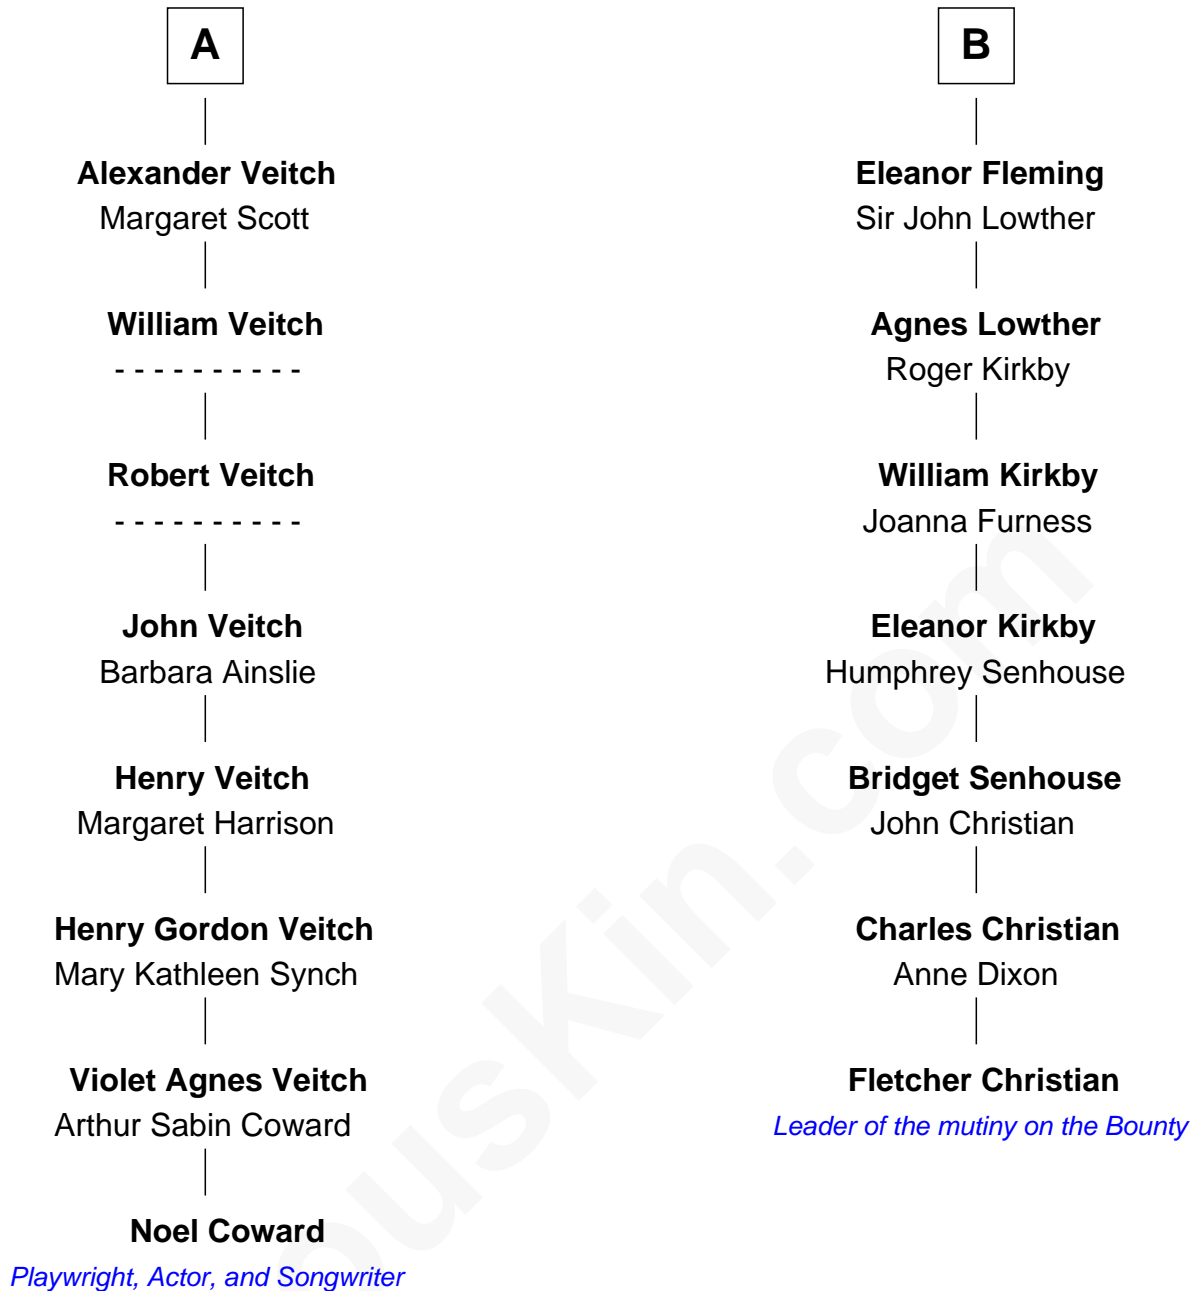 A
Alexander Veitch
Margaret Scott
William Veitch
- - - - - - - - - -
Robert Veitch
- - - - - - - - - -
John Veitch
Barbara Ainslie
Henry Veitch
Margaret Harrison
Henry Gordon Veitch
Mary Kathleen Synch
Violet Agnes Veitch
Arthur Sabin Coward
Noel Coward
Playwright, Actor, and Songwriter
B
Eleanor Fleming
Sir John Lowther
Agnes Lowther
Roger Kirkby
William Kirkby
Joanna Furness
Eleanor Kirkby
Humphrey Senhouse
Bridget Senhouse
John Christian
Charles Christian
Anne Dixon
Fletcher Christian
Leader of the mutiny on the Bounty
ousKin.com